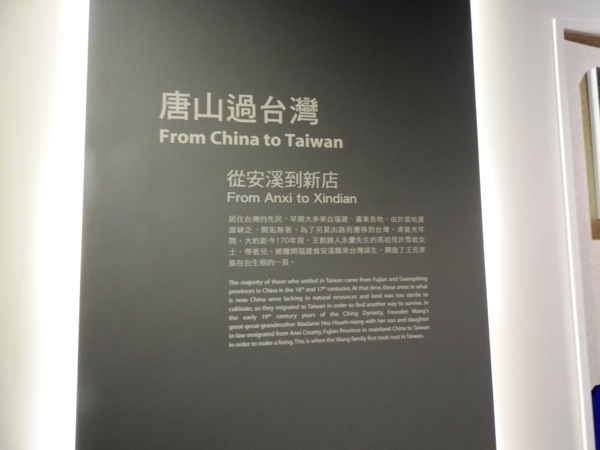 唐山過台灣
From China to Taiwan
從安溪到新店
From Anxi to Xindian
居住台灣的先民，早期大多來自福建、廣東各地，由於當地資
源缺乏、開拓無著，為了另覓出路而遷移到台灣，清道光年
間，大約距今170年前，王創辦人永慶先生的高祖母許雪娘女
士，帶著兒、媳離開福建省安溪縣來台灣謀生，開啟了王氏家
族在台生根的一頁。
The majority of those who settled in Taiwan came from Fujian and Guangdong
provinces in China in the 16th and 17th centuries. At that time, these areas in what
is now China were lacking in natural resources and land was too sterile to
cultivate, so they migrated to Taiwan in order to find another way to survive. In
the early 19th century years of the Ching Dynasty, Founder Wang's
great-great-grandmother Madame Hsu Hsueh-niang with her son and daughter
in-law emigrated from Anxi County, Fujian Province in mainland China to Taiwan
in order to make a living. This is when the Wang family first took root in Taiwan.